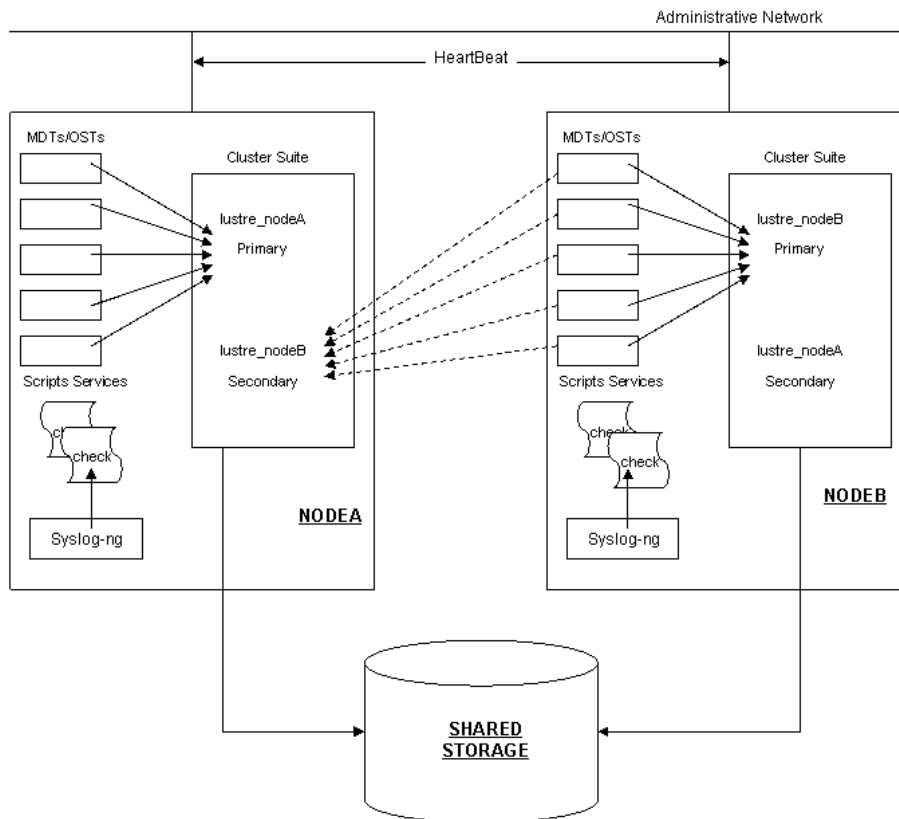 Administrative Network
HeartBeat
MDTs/OSTs
Cluster Suite
lustre_nodeA
Primary
lustre_nodeB
Secondary
Scripts Services
check
check
Syslog-ng
NODEA
MDTs/OSTs
Cluster Suite
lustre_nodeB
Primary
lustre_nodeA
Secondary
Scripts Services
check
check
Syslog-ng
NODEB
SHARED
STORAGE